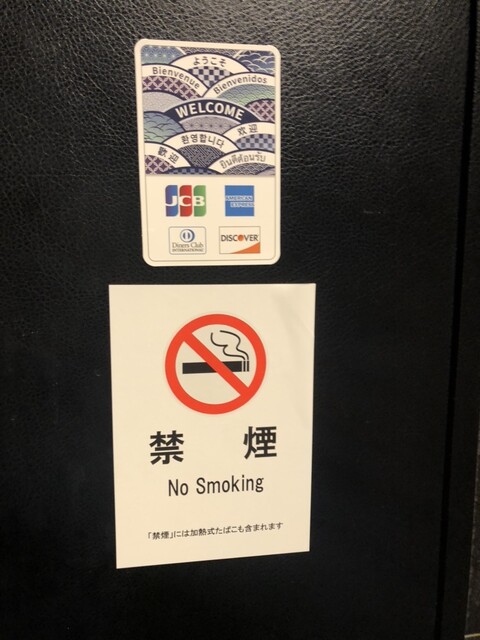 ようこそ
Bienvenue
Bienvenidos
WELCOME
환영합니다
欢迎
歡迎
ยินดีต้อนรับ
JCB
AMERICAN EXPRESS
Diners Club
INTERNATIONAL
DISCOVER
禁 煙
No Smoking
「禁煙」には加熱式たばこも含まれます